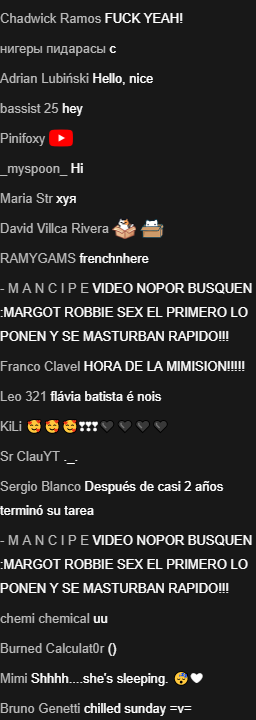 Chadwick Ramos FUCK YEAH!
нигеры пидарасы с
Adrian Lubiński Hello, nice
bassist 25 hey
Pinifoxy
_myspoon_ Hi
Maria Str хуя
David Villca Rivera
RAMYGAMS frenchnhere
- M A N C I P E VIDEO NOPOR BUSQUEN
:MARGOT ROBBIE SEX EL PRIMERO LO
PONEN Y SE MASTURBAN RAPIDO!!!
Franco Clavel HORA DE LA MIMISION!!!!!
Leo 321 flávia batista é nois
KiLi 🥰 🥰 🥰❣❣❣🖤 🖤 🖤 🖤
Sr ClauYT ._.
Sergio Blanco Después de casi 2 años
terminó su tarea
- M A N C I P E VIDEO NOPOR BUSQUEN
:MARGOT ROBBIE SEX EL PRIMERO LO
PONEN Y SE MASTURBAN RAPIDO!!!
chemi chemical uu
Burned Calculat0r ()
Mimi Shhhh....she's sleeping. 😴🤍
Bruno Genetti chilled sunday =v=